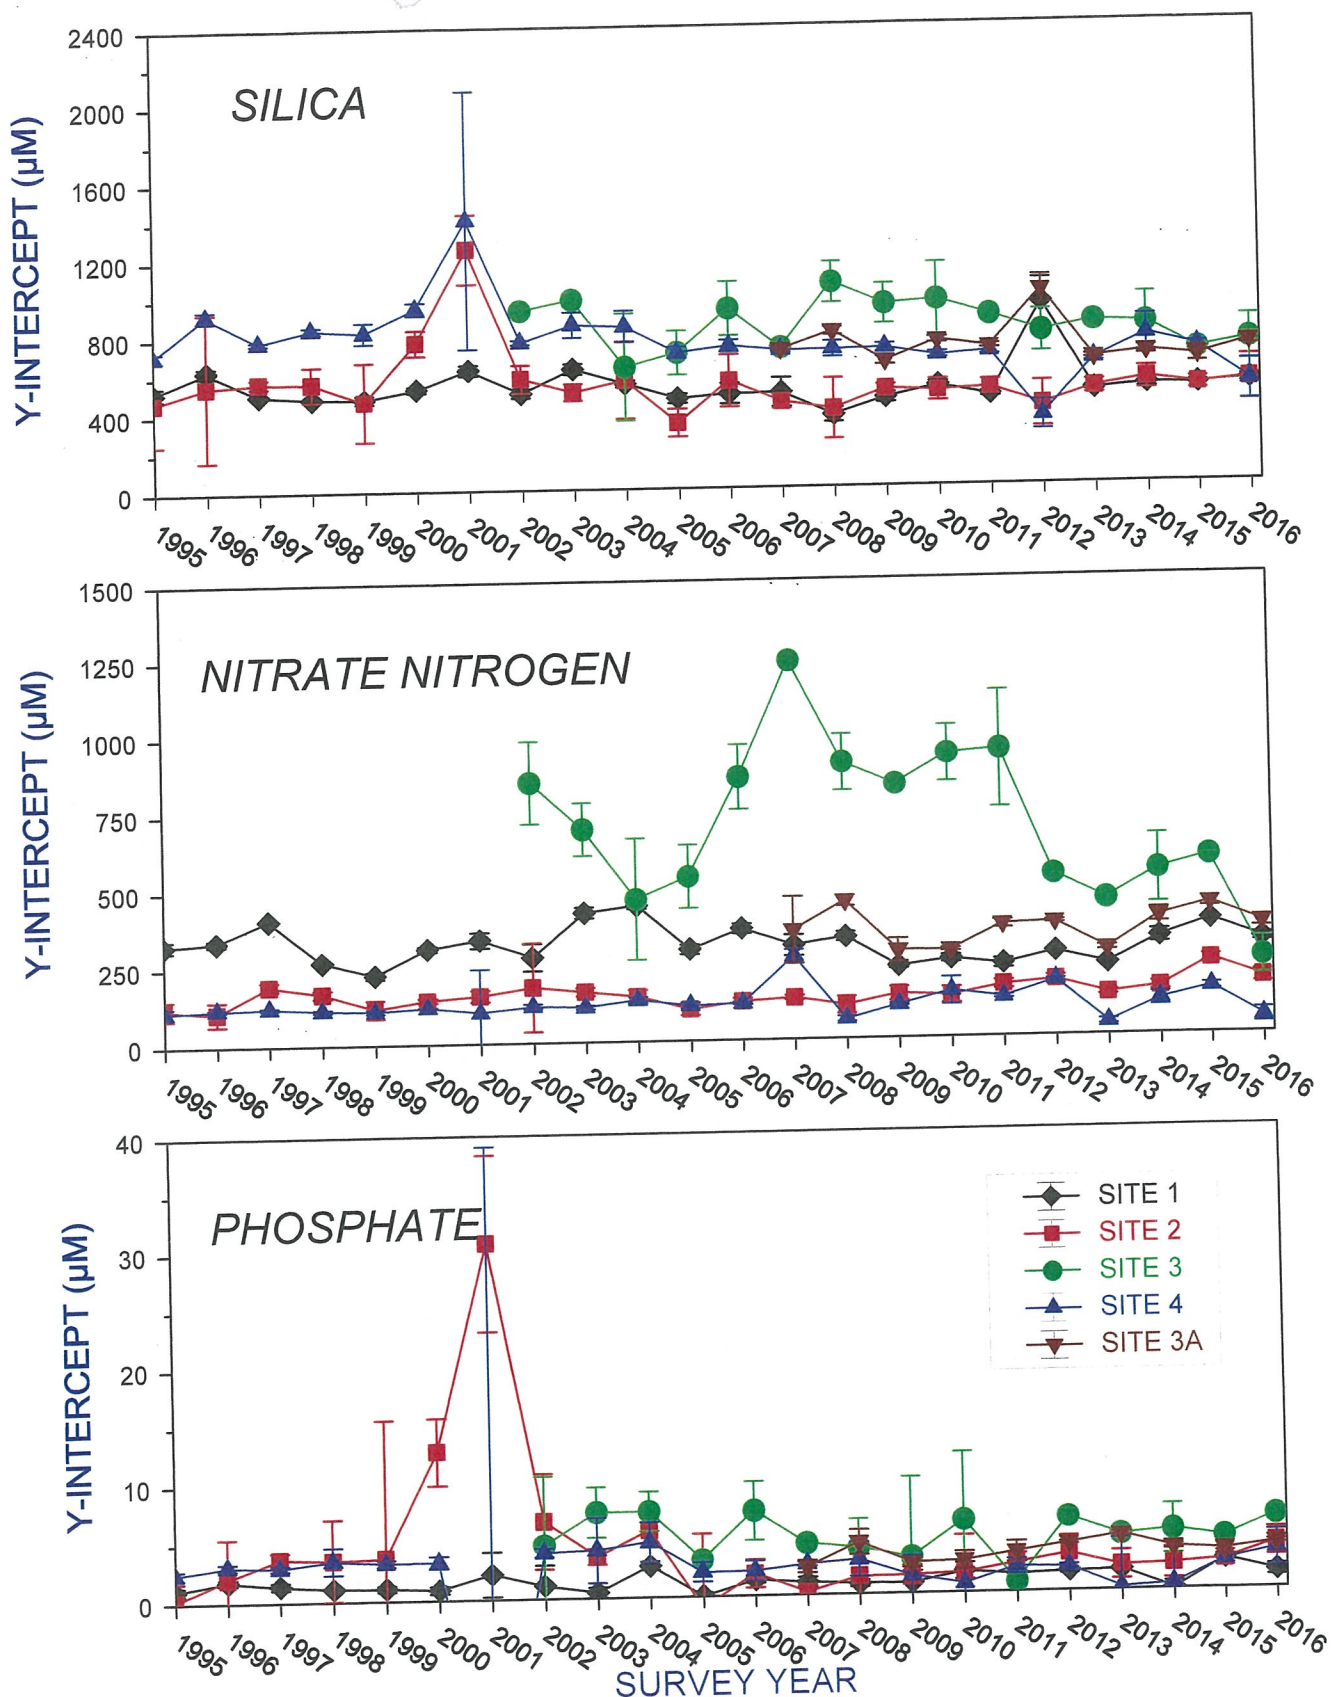 2400
SILICA
2000
1600
1200
800
400
0
Y-INTERCEPT (µM)
1995 1996 1997 1998 1999 2000 2001 2002 2003 2004 2005 2006 2007 2008 2009 2010 2011 2012 2013 2014 2015 2016
1500
NITRATE NITROGEN
1250
1000
750
500
250
0
Y-INTERCEPT (µM)
1995 1996 1997 1998 1999 2000 2001 2002 2003 2004 2005 2006 2007 2008 2009 2010 2011 2012 2013 2014 2015 2016
40
PHOSPHATE
30
20
10
0
Y-INTERCEPT (µM)
SITE 1
SITE 2
SITE 3
SITE 4
SITE 3A
1995 1996 1997 1998 1999 2000 2001 2002 2003 2004 2005 2006 2007 2008 2009 2010 2011 2012 2013 2014 2015 2016
SURVEY YEAR